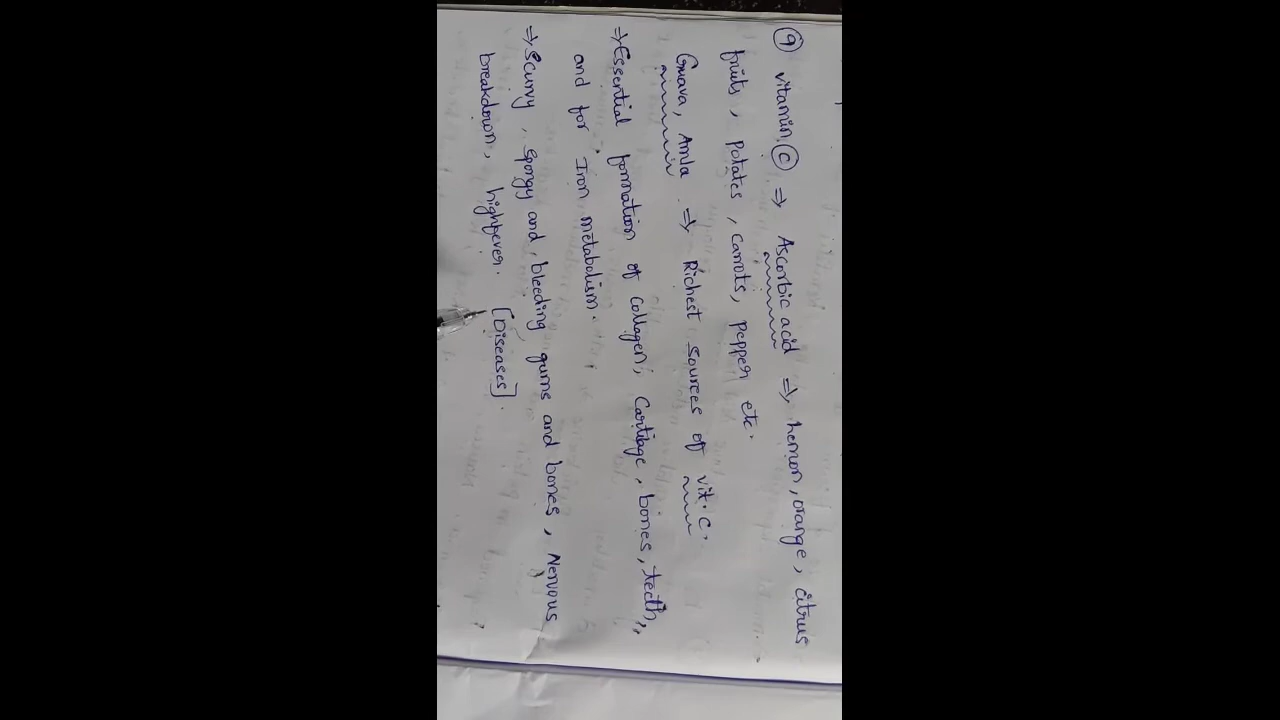 ⑨ vitamin Ⓒ ⇒ Ascorbic acid ⇒ Lemon, orange, citrus
fruits, potates, carrots, pepper etc.
Guava, Amla ⇒ Richest sources of vit. C.
⇒ Essential formation of collagen, cartilage, bones, teeth,,
and for Iron metabolism.
⇒ Scurvy, spongy and, bleeding gums and bones, Nervous
breakdown, highfever. [Diseases].